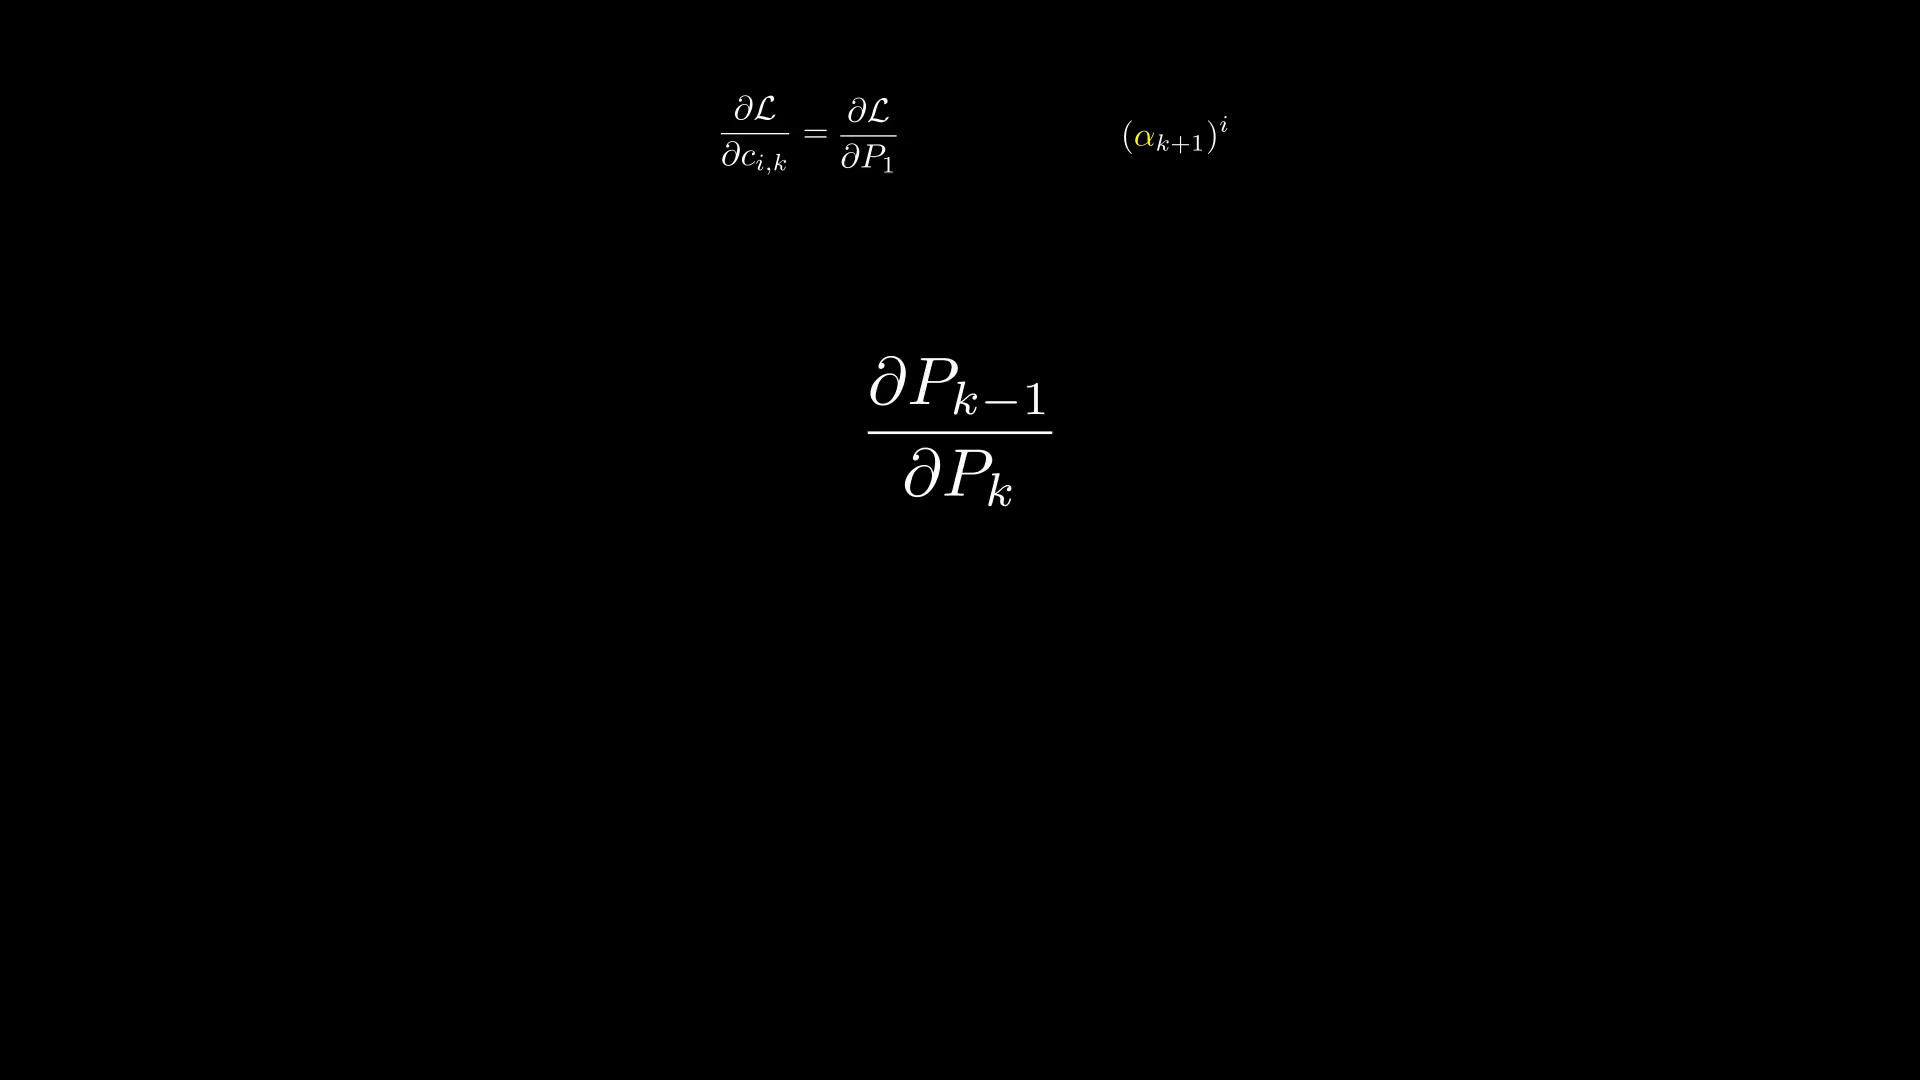 ∂ℒ/∂c_{i,k} = ∂ℒ/∂P_1 (α_{k+1})^i
∂P_{k−1}/∂P_k